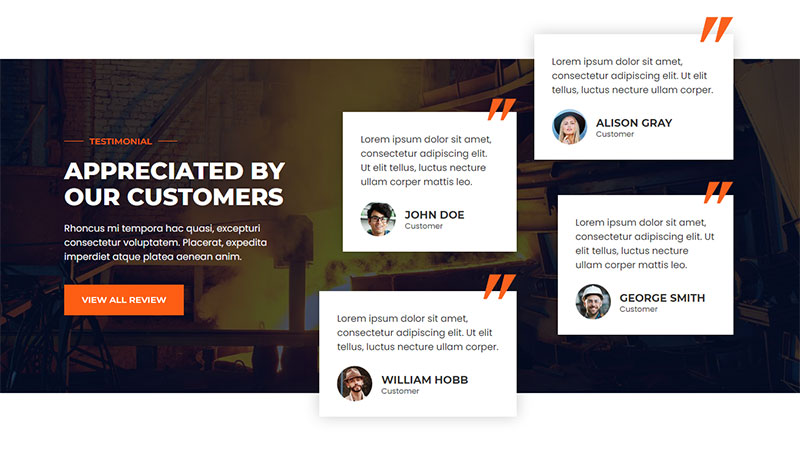 TESTIMONIAL
APPRECIATED BY
OUR CUSTOMERS
Rhoncus mi tempora hac quasi, excepturi
consectetur voluptatem. Placerat, expedita
imperdiet atque platea aenean anim.
VIEW ALL REVIEW
Lorem ipsum dolor sit amet,
consectetur adipiscing elit.
Ut elit tellus, luctus necture
ullam corper mattis leo.
JOHN DOE
Customer
Lorem ipsum dolor sit amet,
consectetur adipiscing elit. Ut elit
tellus, luctus necture ullam corper.
WILLIAM HOBB
Customer
Lorem ipsum dolor sit amet,
consectetur adipiscing elit. Ut elit
tellus, luctus necture ullam corper.
ALISON GRAY
Customer
Lorem ipsum dolor sit amet,
consectetur adipiscing elit. Ut elit
tellus, luctus necture
ullam corper mattis leo.
GEORGE SMITH
Customer